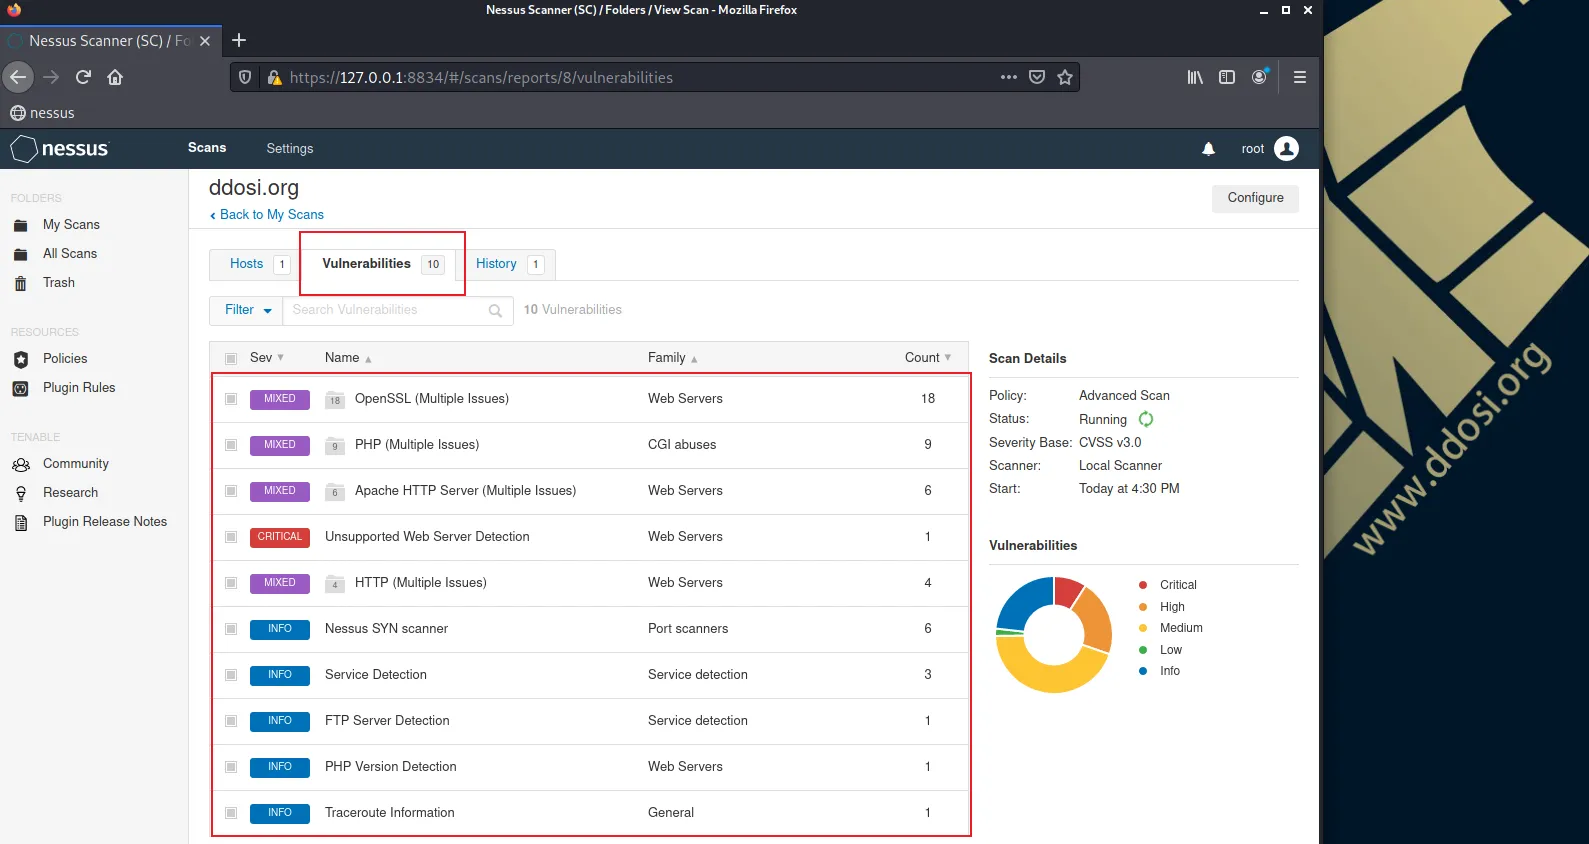 Nessus Scanner (SC) / Folders / View Scan - Mozilla Firefox
Nessus Scanner (SC) / Fo
https://127.0.0.1:8834/#/scans/reports/8/vulnerabilities
nessus
nessus
Scans
Settings
root
FOLDERS
My Scans
All Scans
Trash
RESOURCES
Policies
Plugin Rules
TENABLE
Community
Research
Plugin Release Notes
ddosi.org
Back to My Scans
Configure
Hosts 1
Vulnerabilities 10
History 1
Filter
Search Vulnerabilities
10 Vulnerabilities
Sev Name Family Count
MIXED 18 OpenSSL (Multiple Issues) Web Servers 18
MIXED 9 PHP (Multiple Issues) CGI abuses 9
MIXED 6 Apache HTTP Server (Multiple Issues) Web Servers 6
CRITICAL Unsupported Web Server Detection Web Servers 1
MIXED 4 HTTP (Multiple Issues) Web Servers 4
INFO Nessus SYN scanner Port scanners 6
INFO Service Detection Service detection 3
INFO FTP Server Detection Service detection 1
INFO PHP Version Detection Web Servers 1
INFO Traceroute Information General 1
Scan Details
Policy: Advanced Scan
Status: Running
Severity Base: CVSS v3.0
Scanner: Local Scanner
Start: Today at 4:30 PM
Vulnerabilities
Critical
High
Medium
Low
Info
www.ddosi.org